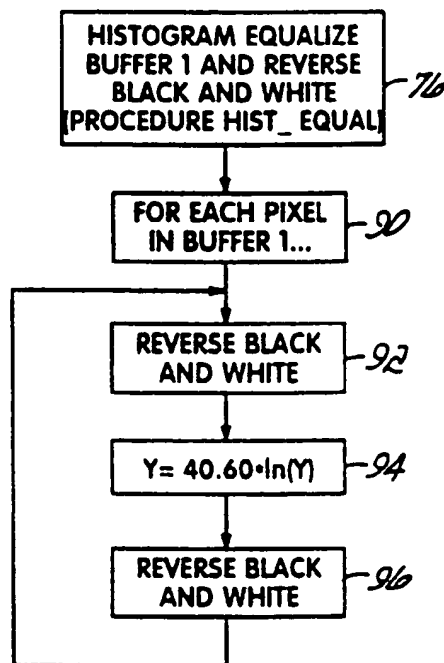 HISTOGRAM EQUALIZE
BUFFER 1 AND REVERSE
BLACK AND WHITE
[PROCEDURE HIST_ EQUAL]
76
FOR EACH PIXEL
IN BUFFER 1...
90
REVERSE BLACK
AND WHITE
92
Y= 40.60•ln(Y)
94
REVERSE BLACK
AND WHITE
96